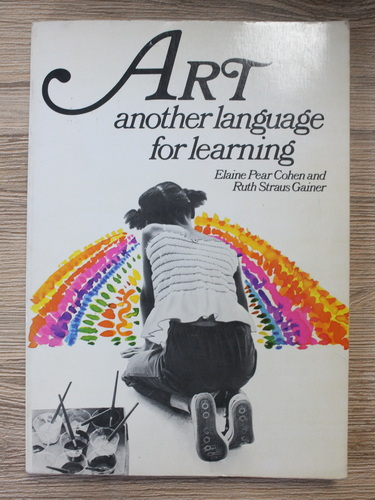 ART
another language
for learning
Elaine Pear Cohen and
Ruth Straus Gainer